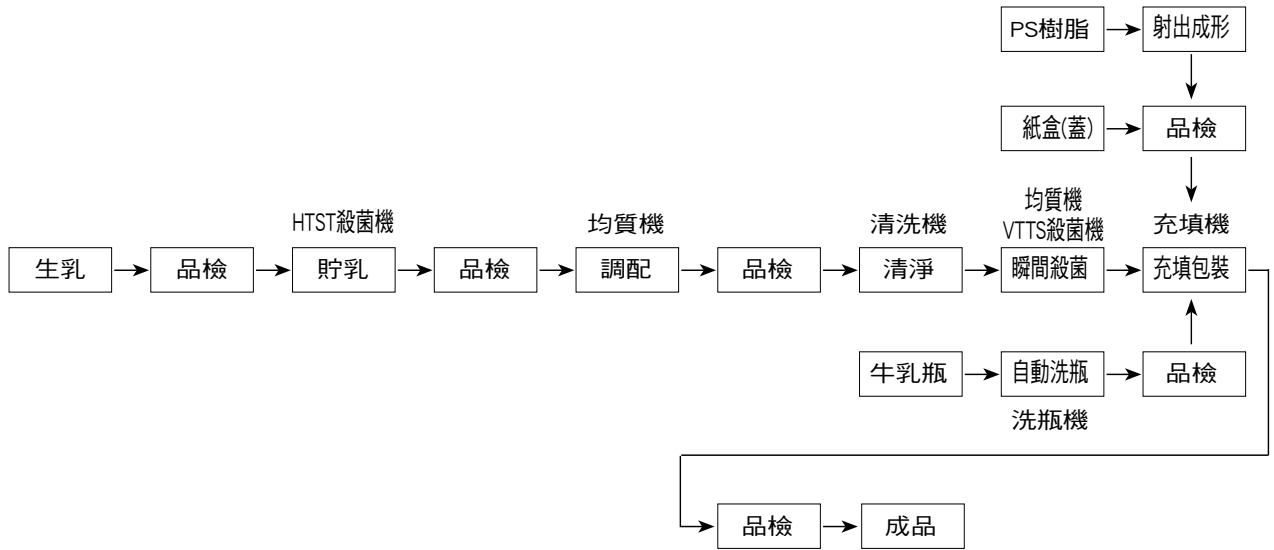 PS樹脂
射出成形
紙盒(蓋)
品檢
HTST殺菌機
均質機
清洗機
均質機
VTTS殺菌機
充填機
生乳
品檢
貯乳
品檢
調配
品檢
清淨
瞬間殺菌
充填包裝
牛乳瓶
自動洗瓶
品檢
洗瓶機
品檢
成品